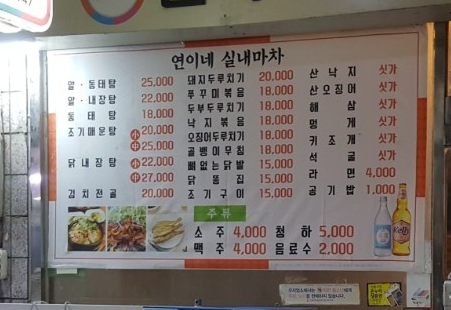 연이네 실내마차
알·동태탕 25,000
알·내장탕 22,000
동태탕 18,000
조기매운탕 小 20,000
中 25,000
닭내장탕 小 22,000
中 27,000
김치전골 20,000
돼지두루치기 20,000
쭈꾸미볶음 18,000
두부두루치기 18,000
낙지볶음 18,000
오징어두루치기 18,000
골뱅이무침 18,000
뼈없는닭발 15,000
닭똥집 15,000
조기구이 15,000
산낙지 싯가
산오징어 싯가
해삼 싯가
멍게 싯가
키조개 싯가
석굴 싯가
라면 4,000
공기밥 1,000
주류
소주 4,000 청하 5,000
맥주 4,000 음료수 2,000
Kelly